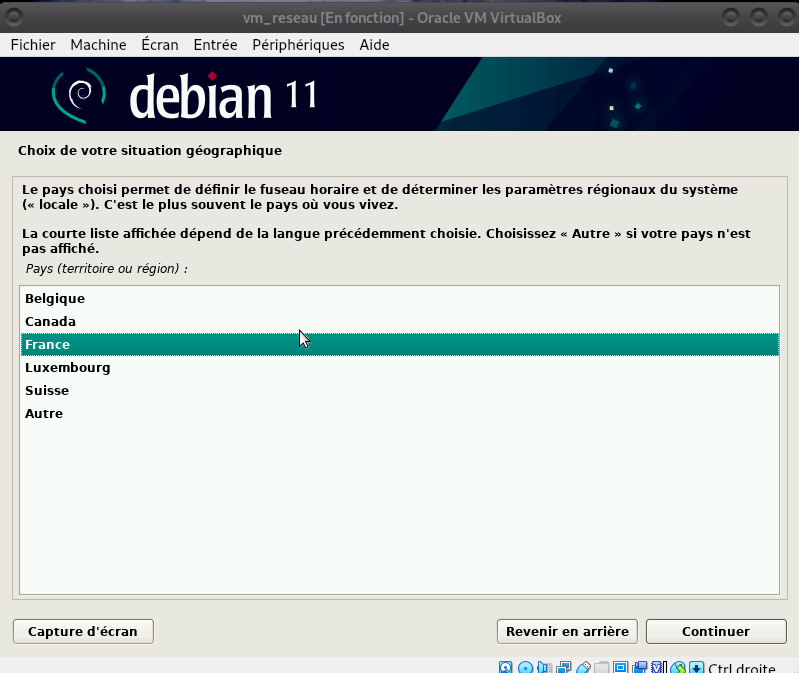 vm_reseau [En fonction] - Oracle VM VirtualBox
Fichier Machine Écran Entrée Périphériques Aide
debian 11
Choix de votre situation géographique
Le pays choisi permet de définir le fuseau horaire et de déterminer les paramètres régionaux du système
(« locale »). C'est le plus souvent le pays où vous vivez.
La courte liste affichée dépend de la langue précédemment choisie. Choisissez « Autre » si votre pays n'est
pas affiché.
Pays (territoire ou région) :
Belgique
Canada
France
Luxembourg
Suisse
Autre
Capture d'écran Revenir en arrière Continuer
Ctrl droite